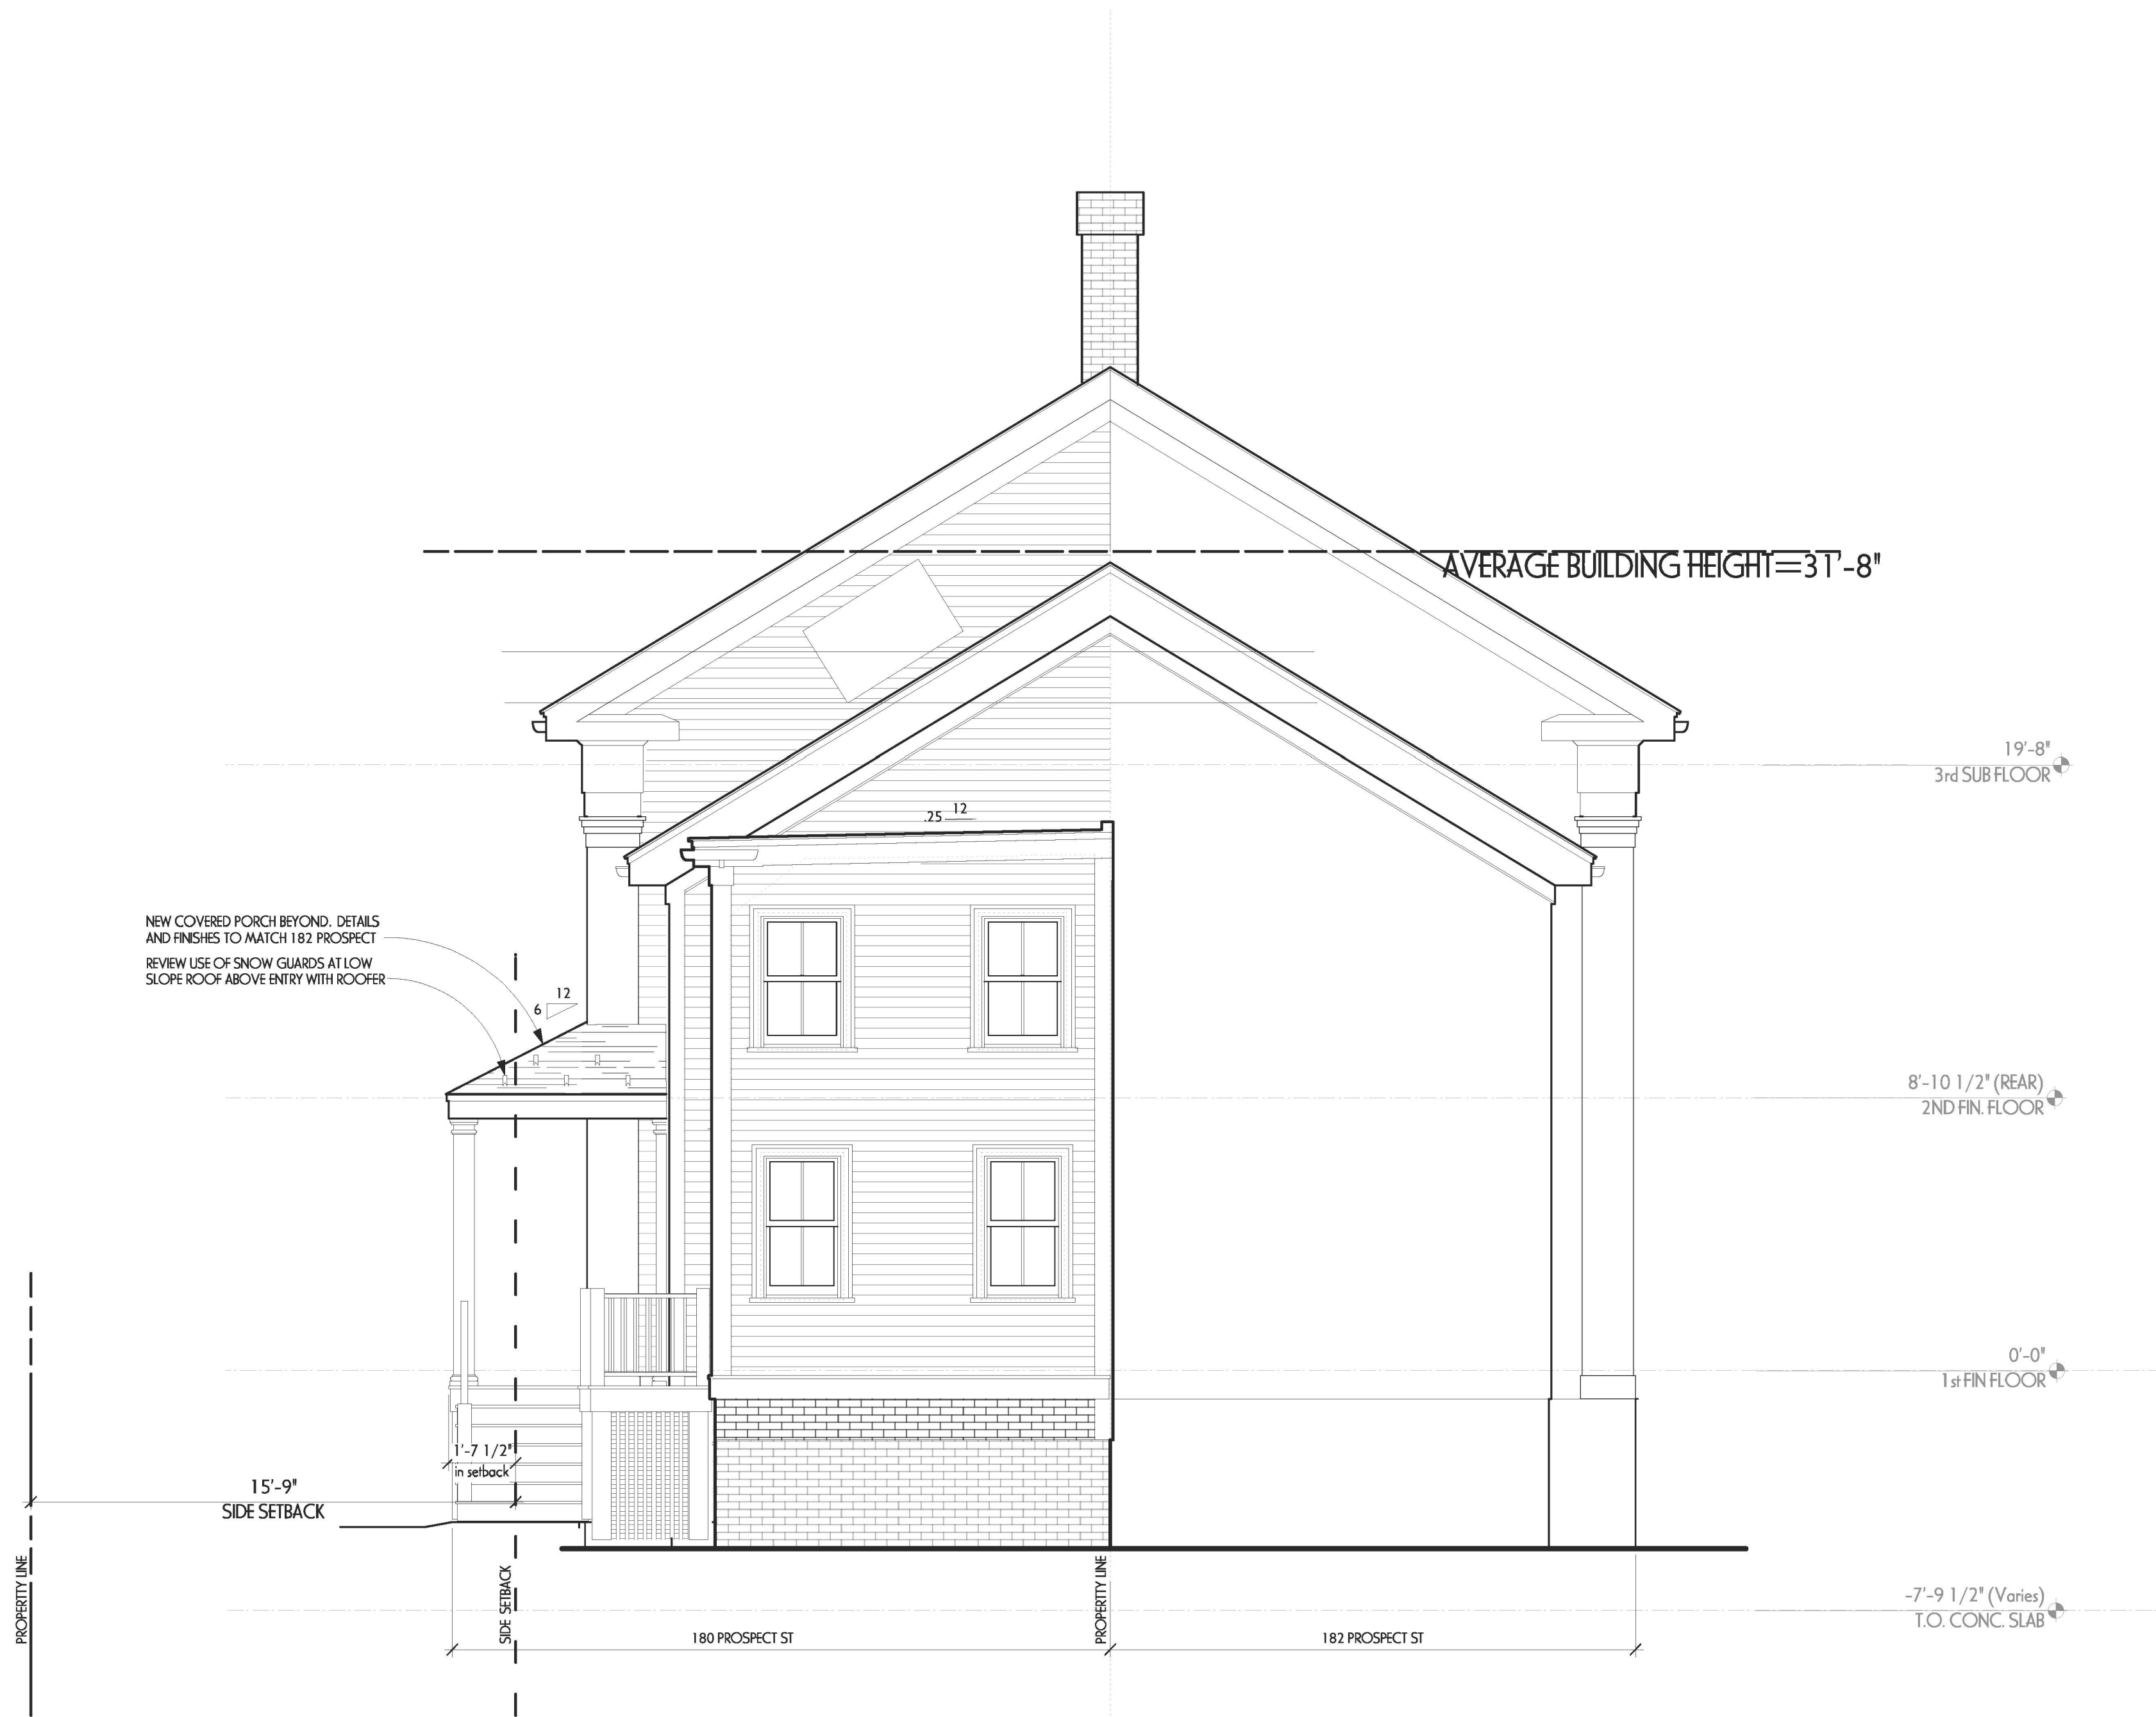 AVERAGE BUILDING HEIGHT=31'-8"
19'-8"
3rd SUB FLOOR
.25
12
NEW COVERED PORCH BEYOND. DETAILS
AND FINISHES TO MATCH 182 PROSPECT
REVIEW USE OF SNOW GUARDS AT LOW
SLOPE ROOF ABOVE ENTRY WITH ROOFER
12
6
8'-10 1/2" (REAR)
2ND FIN. FLOOR
0'-0"
1st FIN FLOOR
1'-7 1/2"
in setback
15'-9"
SIDE SETBACK
PROPERTTY LINE
SIDE SETBACK
PROPERTTY LINE
-7'-9 1/2" (Varies)
T.O. CONC. SLAB
180 PROSPECT ST
182 PROSPECT ST